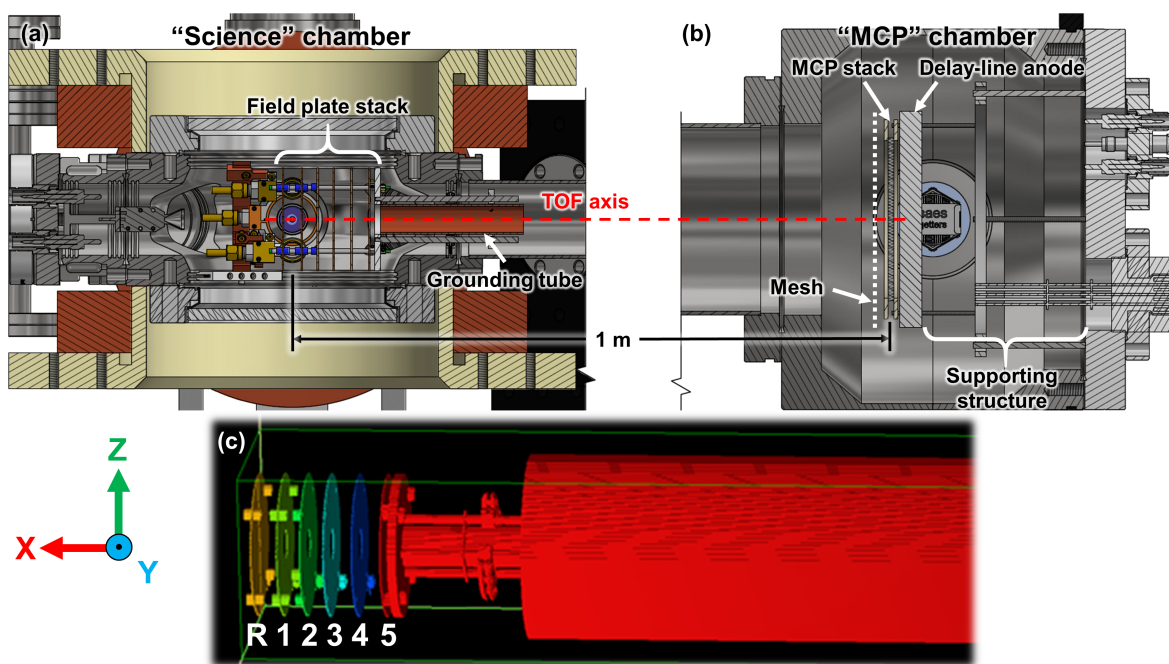 (a)
“Science” chamber
Field plate stack
TOF axis
Grounding tube
1 m
(b)
“MCP” chamber
MCP stack
Delay-line anode
saes
getters
Mesh
Supporting
structure
(c)
Z
X
Y
R 1 2 3 4 5